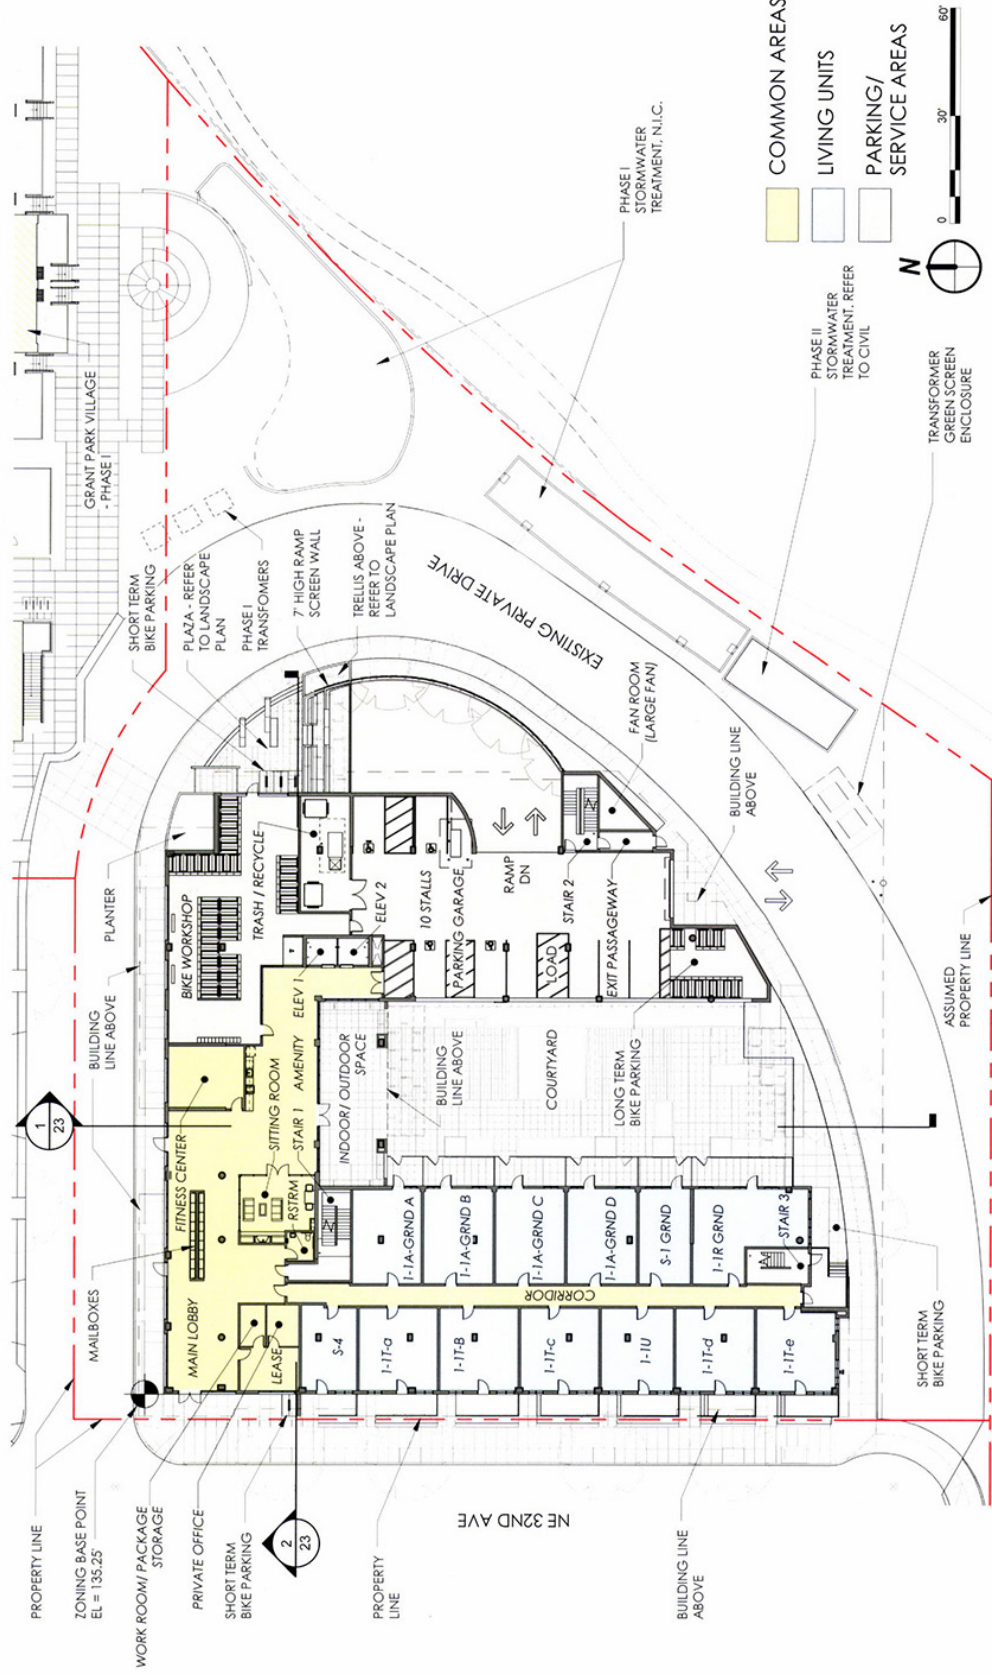 PROPERTY LINE
ZONING BASE POINT
EL = 135.25'
WORK ROOM/ PACKAGE
STORAGE
PRIVATE OFFICE
SHORT TERM
BIKE PARKING
2
23
PROPERTY
LINE
BUILDING LINE
ABOVE
NE 32ND AVE
MAILBOXES
1
23
BUILDING
LINE ABOVE
PLANTER
SHORT TERM
BIKE PARKING
PLAZA - REFER
TO LANDSCAPE
PLAN
PHASE I
TRANSFOMERS
7' HIGH RAMP
SCREEN WALL
TRELLIS ABOVE -
REFER TO
LANDSCAPE PLAN
GRANT PARK VILLAGE
- PHASE I
MAIN LOBBY
FITNESS CENTER
SITTING ROOM
RSTRM
STAIR 1
AMENITY
ELEV 1
BIKE WORKSHOP
TRASH / RECYCLE
ELEV 2
LEASE
S-4
1-1T-a
1-1T-B
1-1T-c
1-1U
1-1T-d
1-1T-e
CORRIDOR
1-1A-GRND A
1-1A-GRND B
1-1A-GRND C
1-1A-GRND D
S-1 GRND
1-1R GRND
STAIR 3
INDOOR/ OUTDOOR
SPACE
BUILDING
LINE ABOVE
COURTYARD
LONG TERM
BIKE PARKING
10 STALLS
PARKING GARAGE
RAMP
DN
LOAD
STAIR 2
EXIT PASSAGEWAY
FAN ROOM
(LARGE FAN)
BUILDING LINE
ABOVE
EXISTING PRIVATE DRIVE
PHASE I
STORMWATER
TREATMENT, N.I.C.
PHASE II
STORMWATER
TREATMENT, REFER
TO CIVIL
TRANSFORMER
GREEN SCREEN
ENCLOSURE
SHORT TERM
BIKE PARKING
ASSUMED
PROPERTY LINE
COMMON AREAS
LIVING UNITS
PARKING/
SERVICE AREAS
N
0 30' 60'